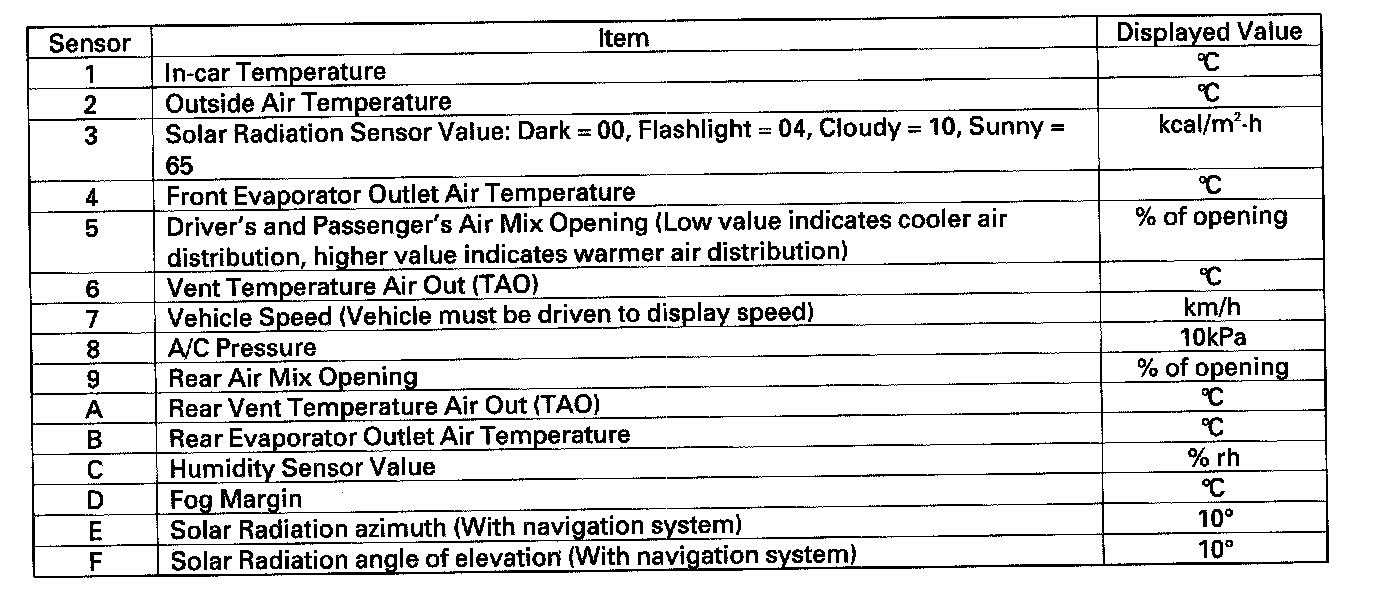 Sensor Item Displayed Value
1 In-car Temperature °C
2 Outside Air Temperature °C
3 Solar Radiation Sensor Value: Dark = 00, Flashlight = 04, Cloudy = 10, Sunny = kcal/m²·h
65
4 Front Evaporator Outlet Air Temperature °C
5 Driver's and Passenger's Air Mix Opening (Low value indicates cooler air % of opening
distribution, higher value indicates warmer air distribution)
6 Vent Temperature Air Out (TAO) °C
7 Vehicle Speed (Vehicle must be driven to display speed) km/h
8 A/C Pressure 10kPa
9 Rear Air Mix Opening % of opening
A Rear Vent Temperature Air Out (TAO) °C
B Rear Evaporator Outlet Air Temperature °C
C Humidity Sensor Value % rh
D Fog Margin °C
E Solar Radiation azimuth (With navigation system) 10°
F Solar Radiation angle of elevation (With navigation system) 10°